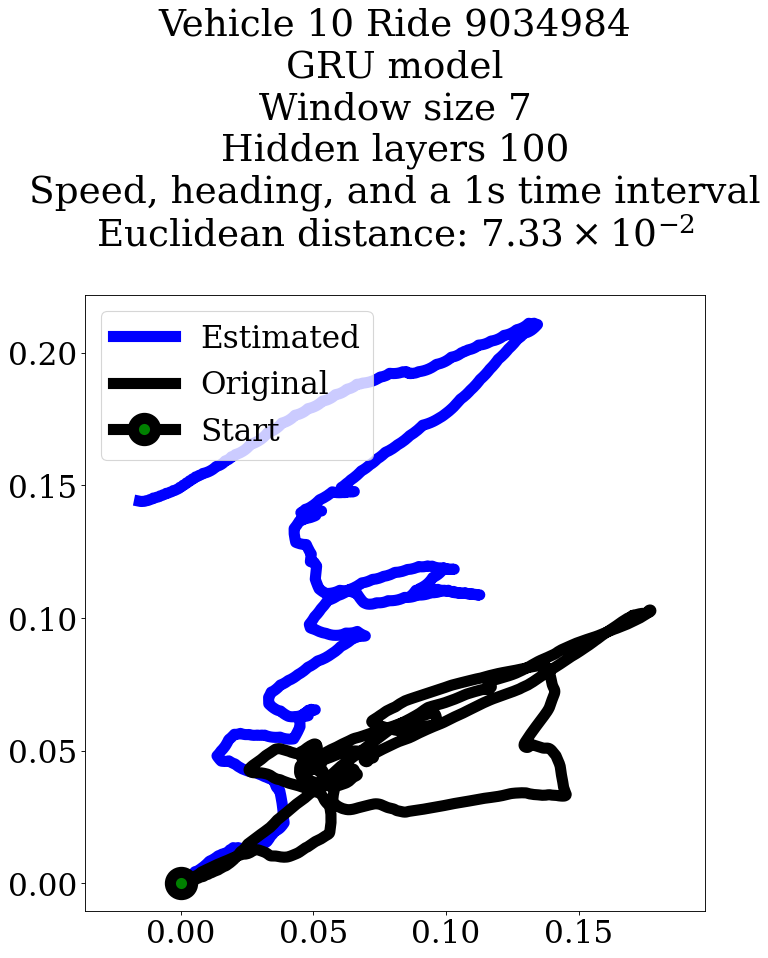 Vehicle 10 Ride 9034984
GRU model
Window size 7
Hidden layers 100
Speed, heading, and a 1s time interval
Euclidean distance: 7.33 × 10⁻²
Estimated
Original
Start
0.20
0.15
0.10
0.05
0.00
0.00 0.05 0.10 0.15